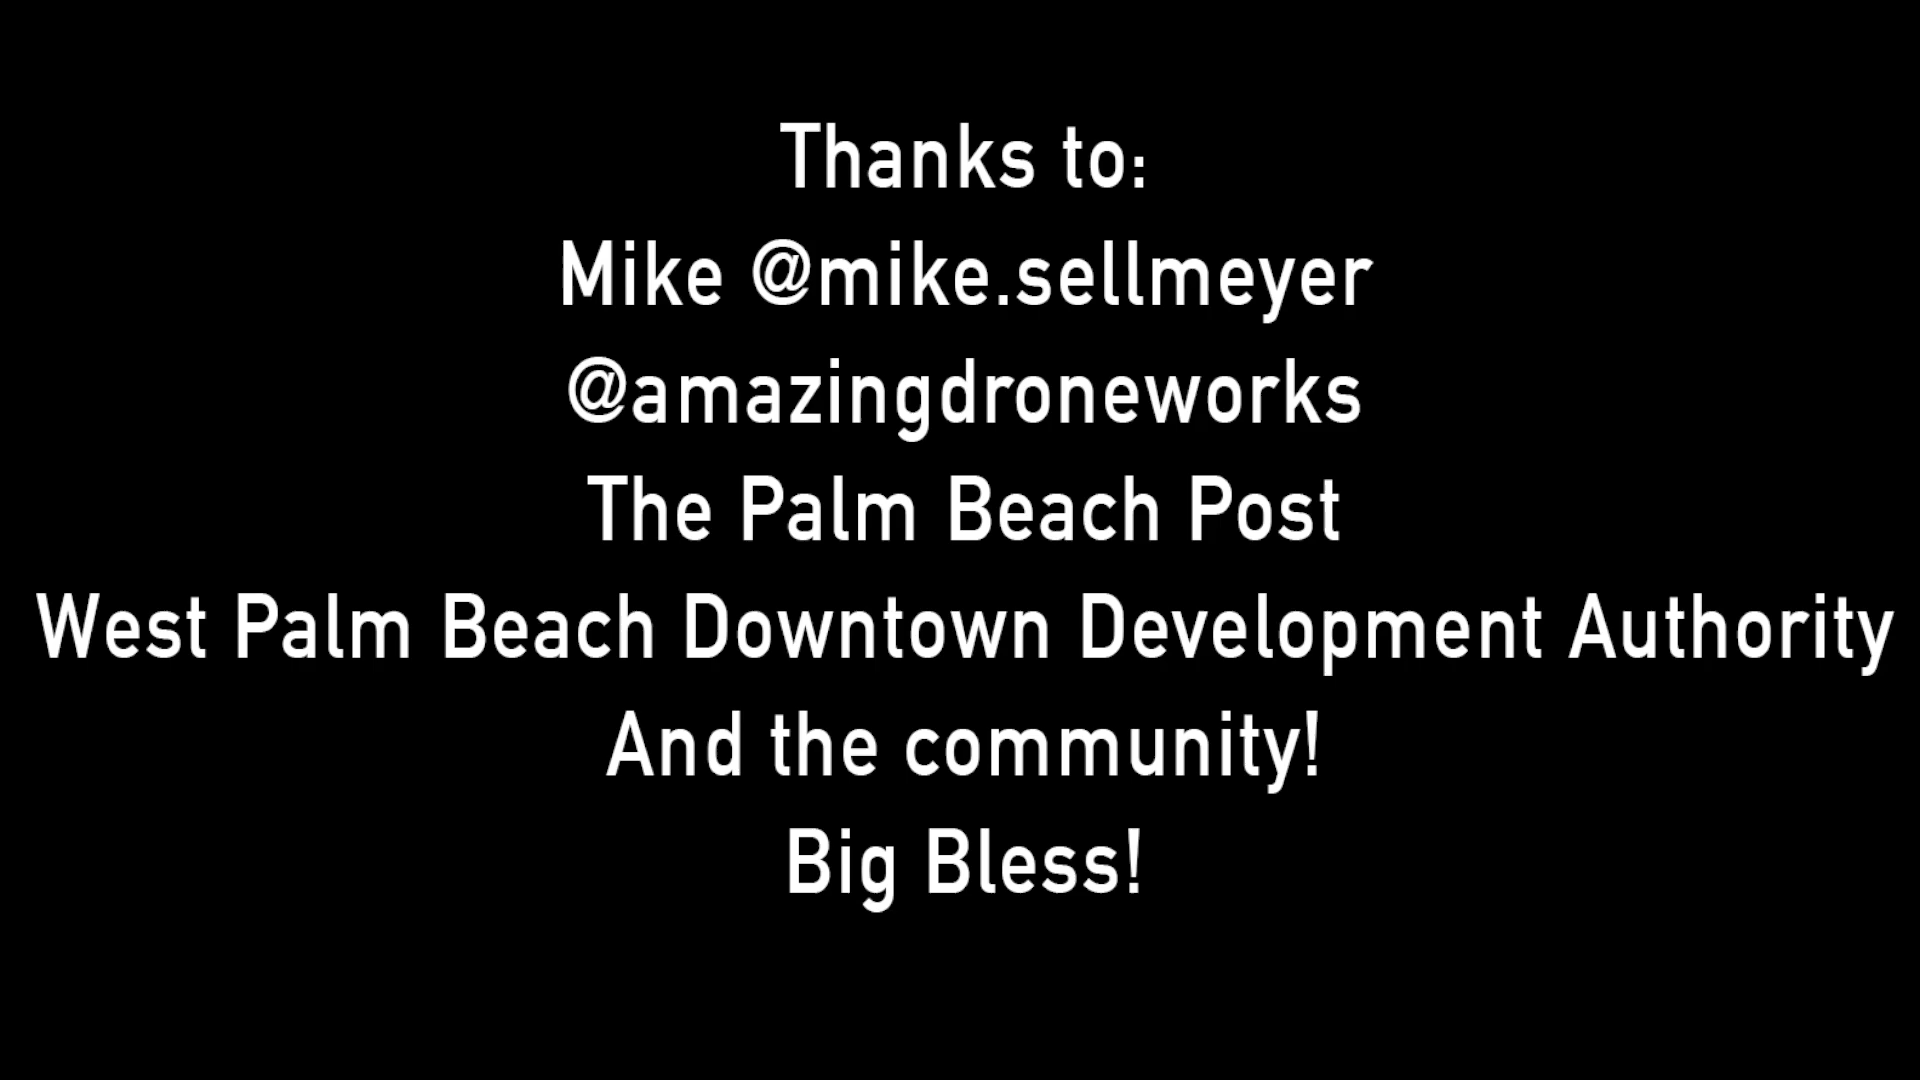 Thanks to:
Mike @mike.sellmeyer
@amazingdroneworks
The Palm Beach Post
West Palm Beach Downtown Development Authority
And the community!
Big Bless!